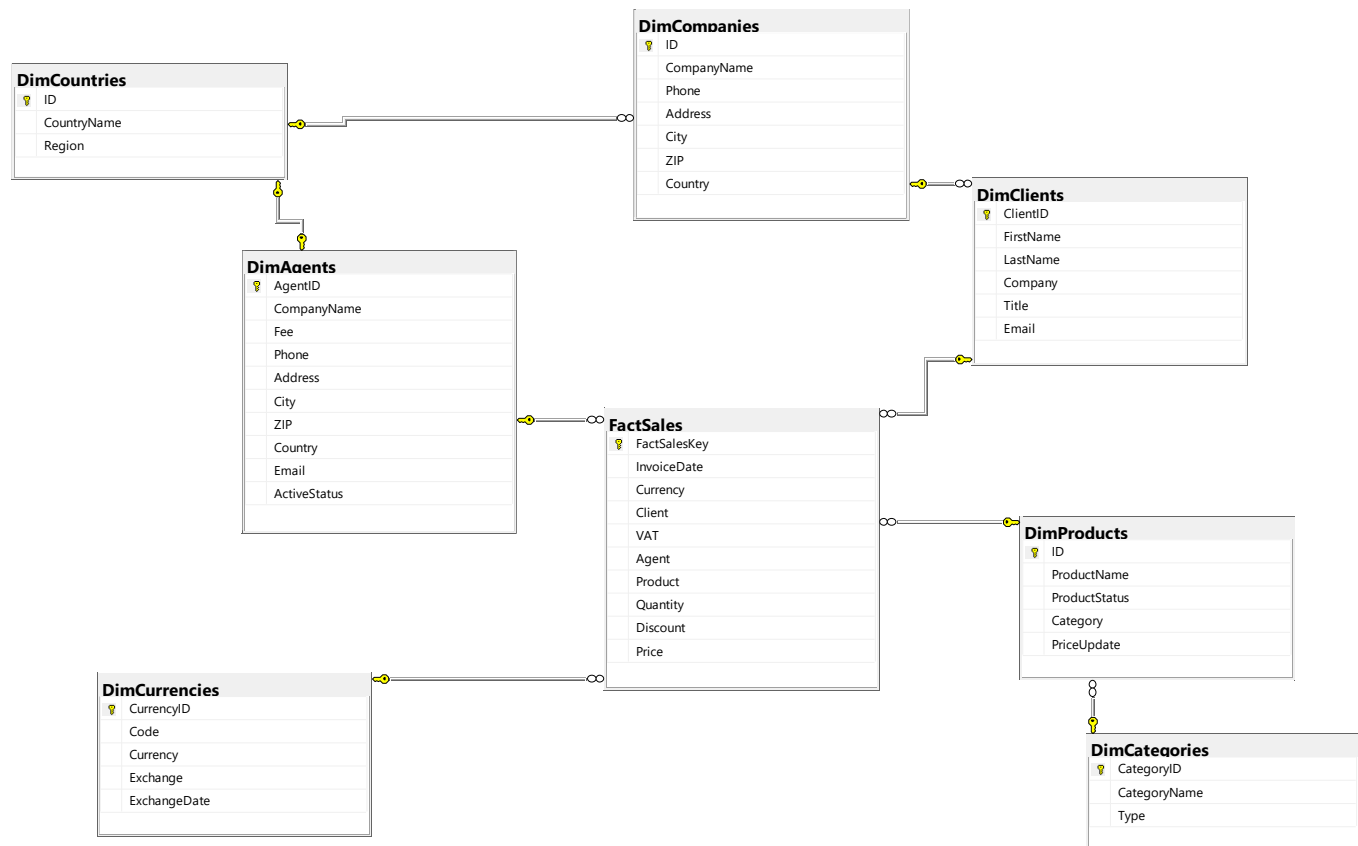 DimCompanies
ID
CompanyName
Phone
Address
City
ZIP
Country
DimCountries
ID
CountryName
Region
DimClients
ClientID
FirstName
LastName
Company
Title
Email
DimAgents
AgentID
CompanyName
Fee
Phone
Address
City
ZIP
Country
Email
ActiveStatus
FactSales
FactSalesKey
InvoiceDate
Currency
Client
VAT
Agent
Product
Quantity
Discount
Price
DimProducts
ID
ProductName
ProductStatus
Category
PriceUpdate
DimCurrencies
CurrencyID
Code
Currency
Exchange
ExchangeDate
DimCategories
CategoryID
CategoryName
Type